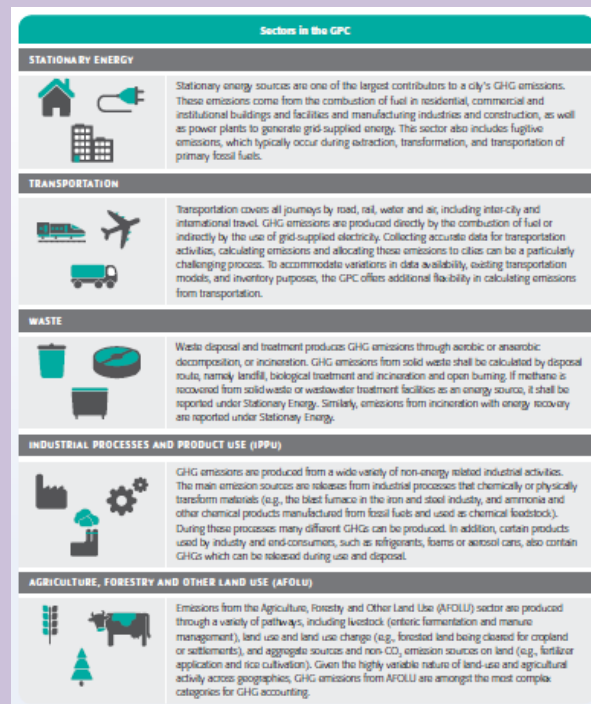 Sectors in the GPC
STATIONARY ENERGY
Stationary energy sources are one of the largest contributors to a city's GHG emissions.
These emissions come from the combustion of fuel in residential, commercial and
institutional buildings and facilities and manufacturing industries and construction, as well
as power plants to generate grid-supplied energy. This sector also includes fugitive
emissions, which typically occur during extraction, transformation, and transportation of
primary fossil fuels.
TRANSPORTATION
Transportation covers all journeys by road, rail, water and air, including inter-city and
international travel. GHG emissions are produced directly by the combustion of fuel or
indirectly by the use of grid-supplied electricity. Collecting accurate data for transportation
activities, calculating emissions and allocating these emissions to cities can be a particularly
challenging process. To accommodate variations in data availability, existing transportation
models, and inventory purposes, the GPC offers additional flexibility in calculating emissions
from transportation.
WASTE
Waste disposal and treatment produces GHG emissions through aerobic or anaerobic
decomposition, or incineration. GHG emissions from solid waste shall be calculated by disposal
route, namely landfill, biological treatment and incineration and open burning. If methane is
recovered from solid waste or wastewater treatment facilities as an energy source, it shall be
reported under Stationary Energy. Similarly, emissions from incineration with energy recovery
are reported under Stationary Energy.
INDUSTRIAL PROCESSES AND PRODUCT USE (IPPU)
GHG emissions are produced from a wide variety of non-energy related industrial activities.
The main emission sources are releases from industrial processes that chemically or physically
transform materials (e.g., the blast furnace in the iron and steel industry, and ammonia and
other chemical products manufactured from fossil fuels and used as chemical feedstock).
During these processes many different GHGs can be produced. In addition, certain products
used by industry and end-consumers, such as refrigerants, foams or aerosol cans, also contain
GHGs which can be released during use and disposal.
AGRICULTURE, FORESTRY AND OTHER LAND USE (AFOLU)
Emissions from the Agriculture, Forestry and Other Land Use (AFOLU) sector are produced
through a variety of pathways, including livestock (enteric fermentation and manure
management), land use and land use change (e.g., forested land being cleared for cropland
or settlements), and aggregate sources and non-CO₂ emission sources on land (e.g., fertilizer
application and rice cultivation). Given the highly variable nature of land-use and agricultural
activity across geographies, GHG emissions from AFOLU are amongst the most complex
categories for GHG accounting.